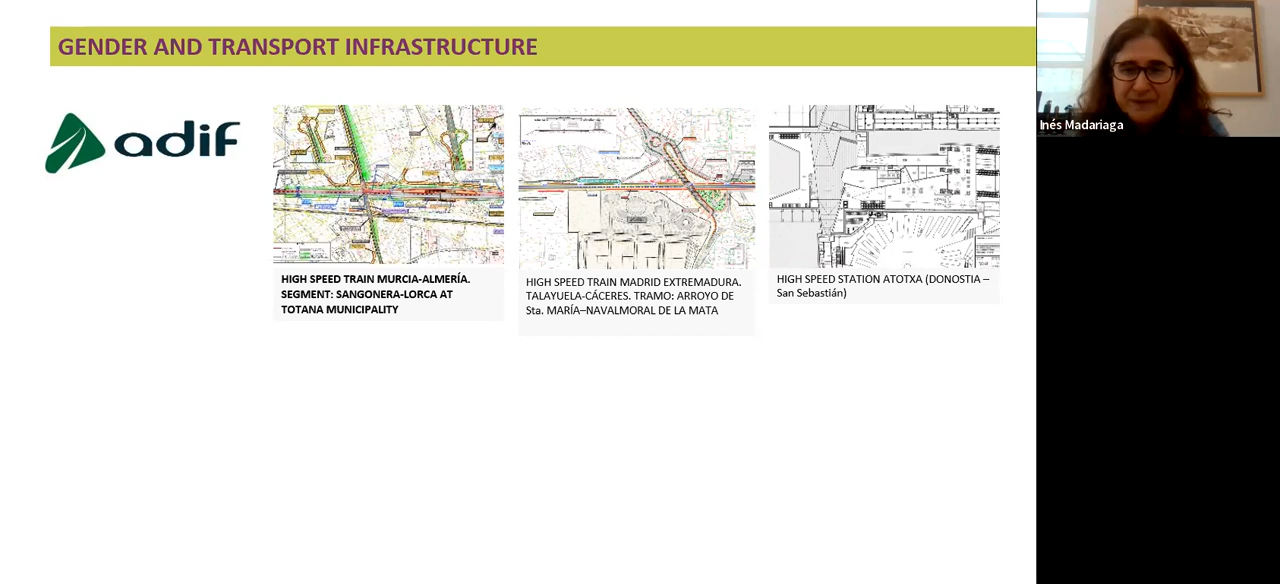 GENDER AND TRANSPORT INFRASTRUCTURE
Inés Madariaga
adif
HIGH SPEED TRAIN MURCIA-ALMERÍA.
SEGMENT: SANGONERA-LORCA AT
TOTANA MUNICIPALITY
HIGH SPEED TRAIN MADRID EXTREMADURA.
TALAYUELA-CÁCERES. TRAMO: ARROYO DE
Sta. MARÍA–NAVALMORAL DE LA MATA
HIGH SPEED STATION ATOTXA (DONOSTIA –
San Sebastián)